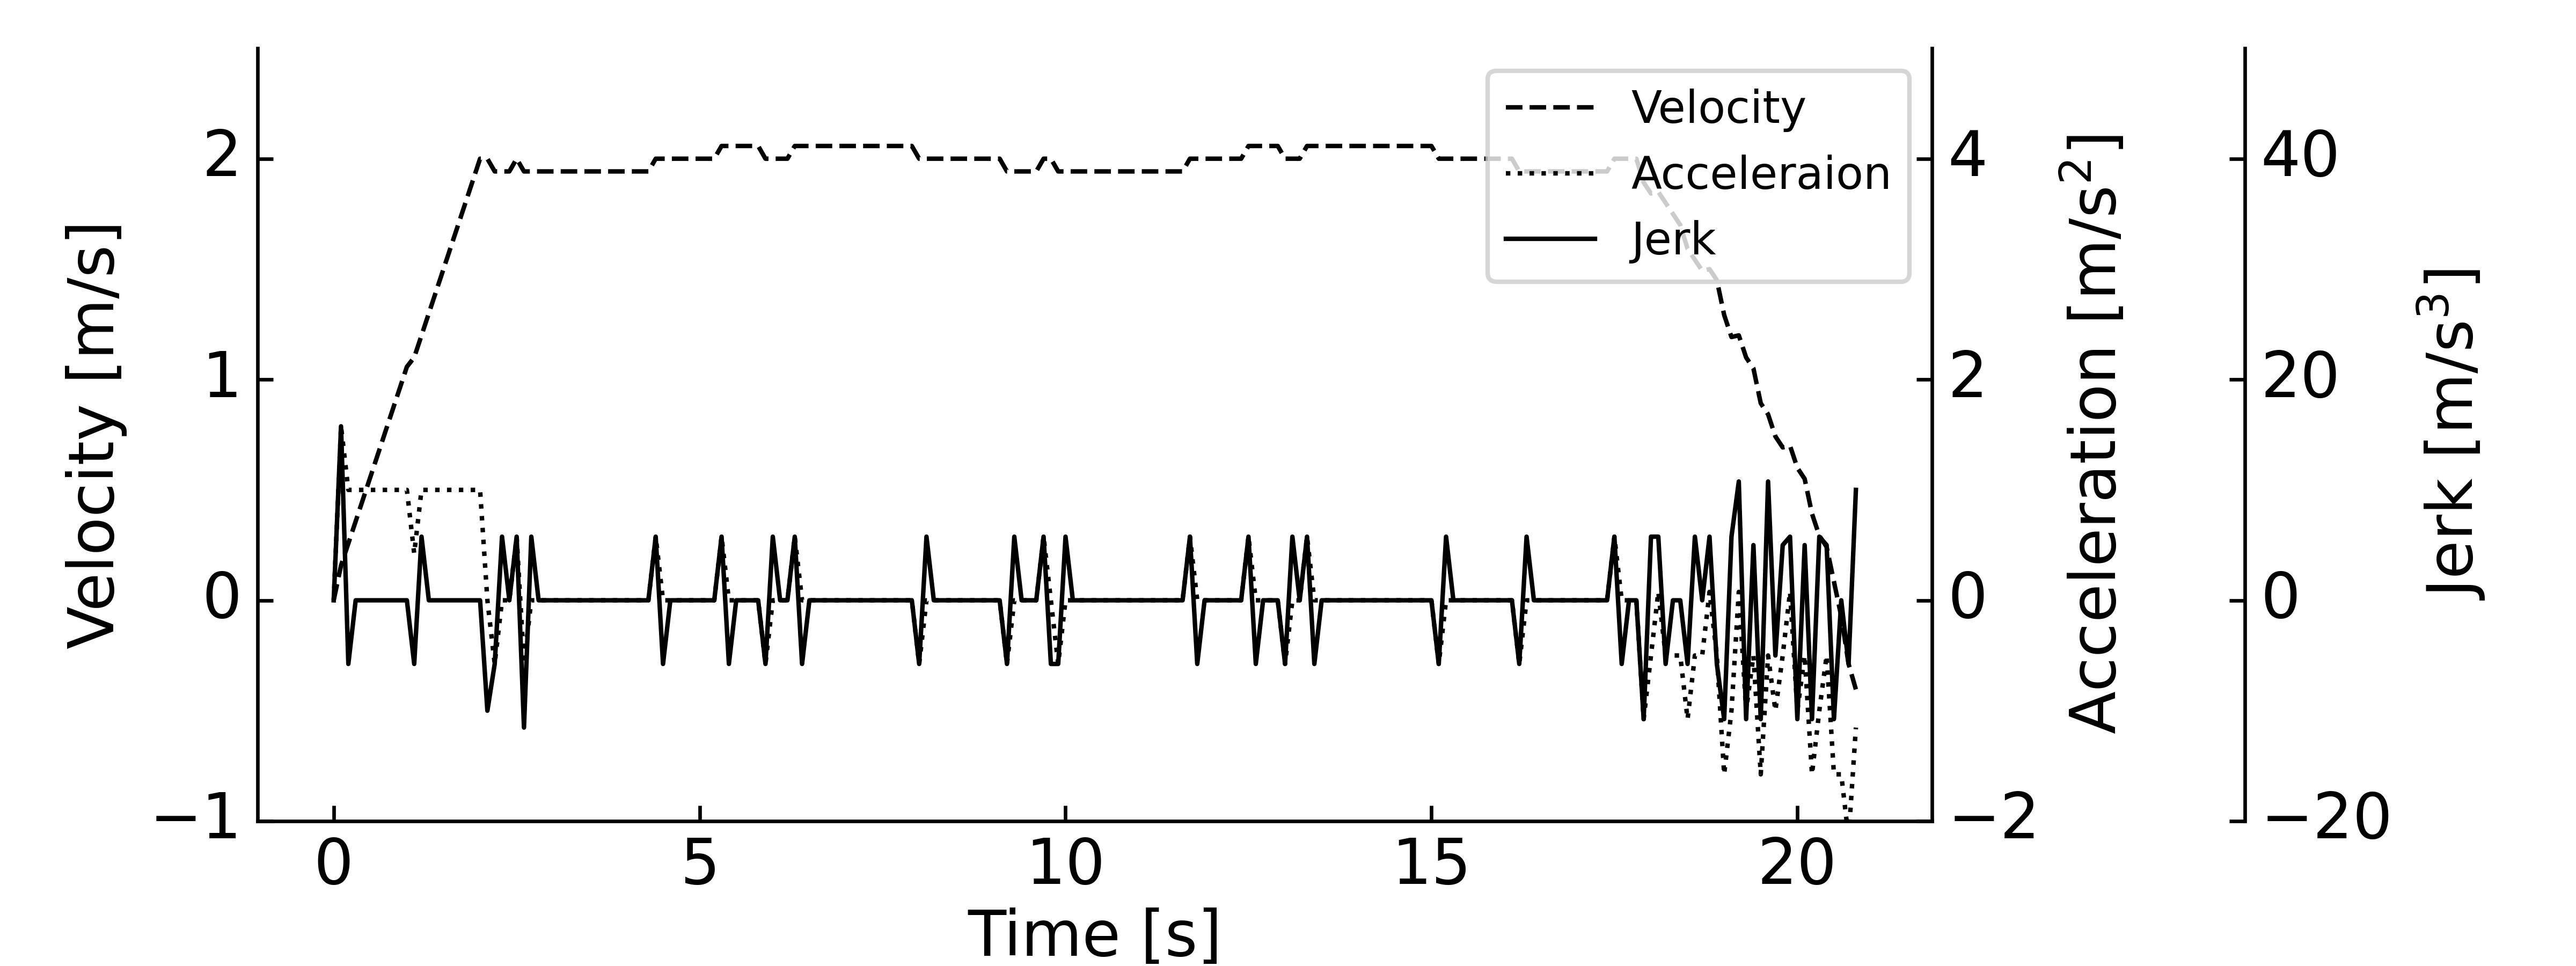 Velocity [m/s]
2
1
0
−1
Velocity
Acceleraion
Jerk
4
2
0
−2
Acceleration [m/s²]
40
20
0
−20
Jerk [m/s³]
0 5 10 15 20
Time [s]